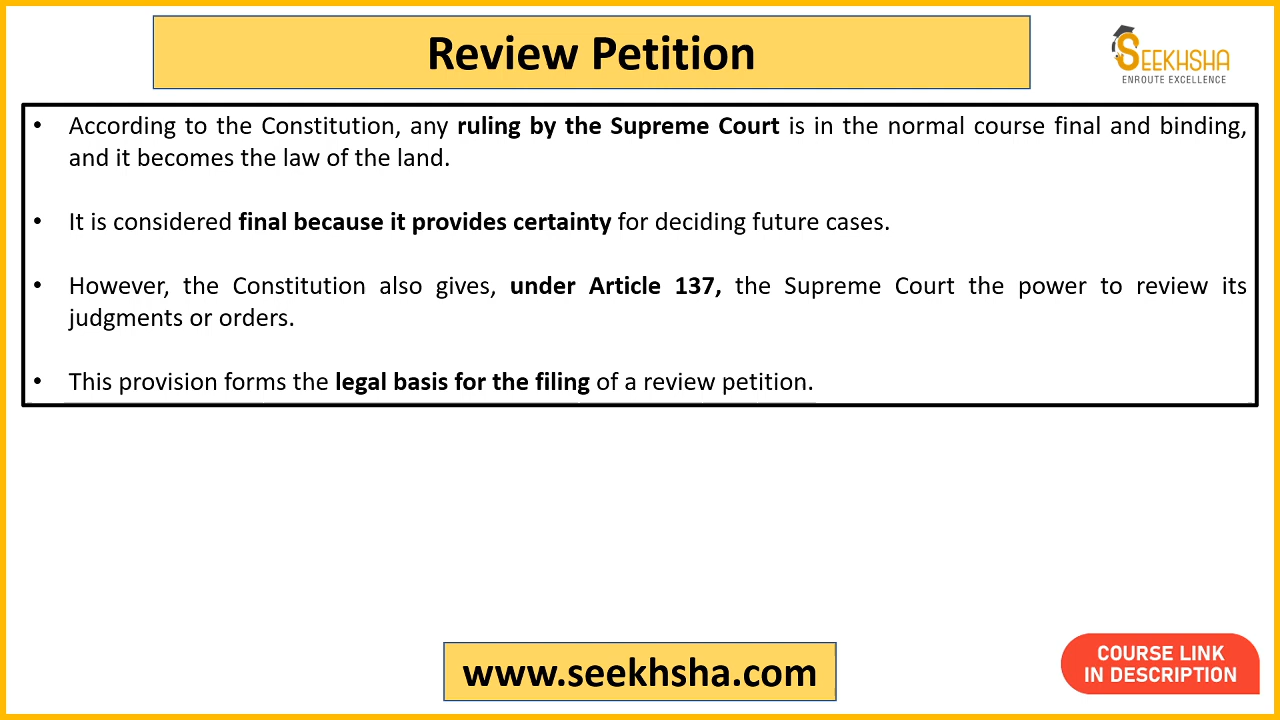 Review Petition
SEEKHSHA
ENROUTE EXCELLENCE
• According to the Constitution, any ruling by the Supreme Court is in the normal course final and binding,
and it becomes the law of the land.
• It is considered final because it provides certainty for deciding future cases.
• However, the Constitution also gives, under Article 137, the Supreme Court the power to review its
judgments or orders.
• This provision forms the legal basis for the filing of a review petition.
www.seekhsha.com
COURSE LINK
IN DESCRIPTION